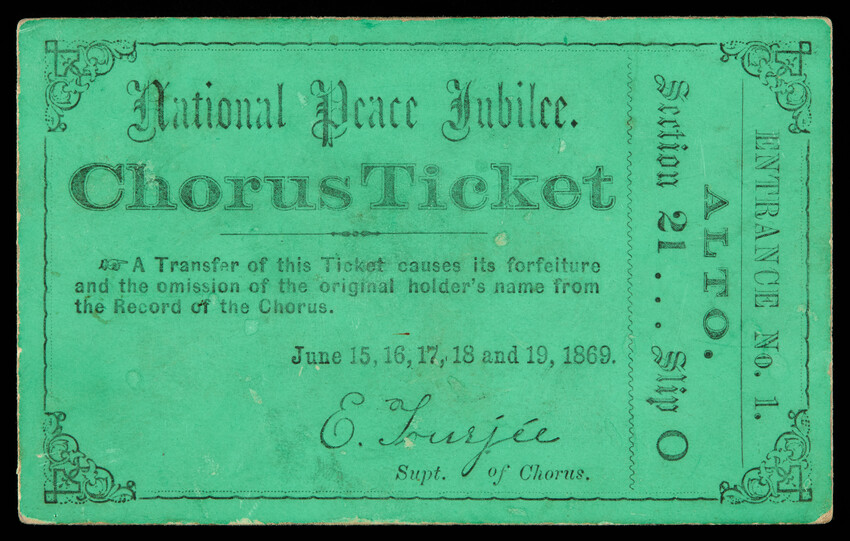 National Peace Jubilee.
Chorus Ticket
☞ A Transfer of this Ticket causes its forfeiture
and the omission of the original holder's name from
the Record of the Chorus.
June 15, 16, 17, 18 and 19, 1869.
E. Tourjée
Supt. of Chorus.
Section 21 . . . Slip O
ALTO.
ENTRANCE No. 1.